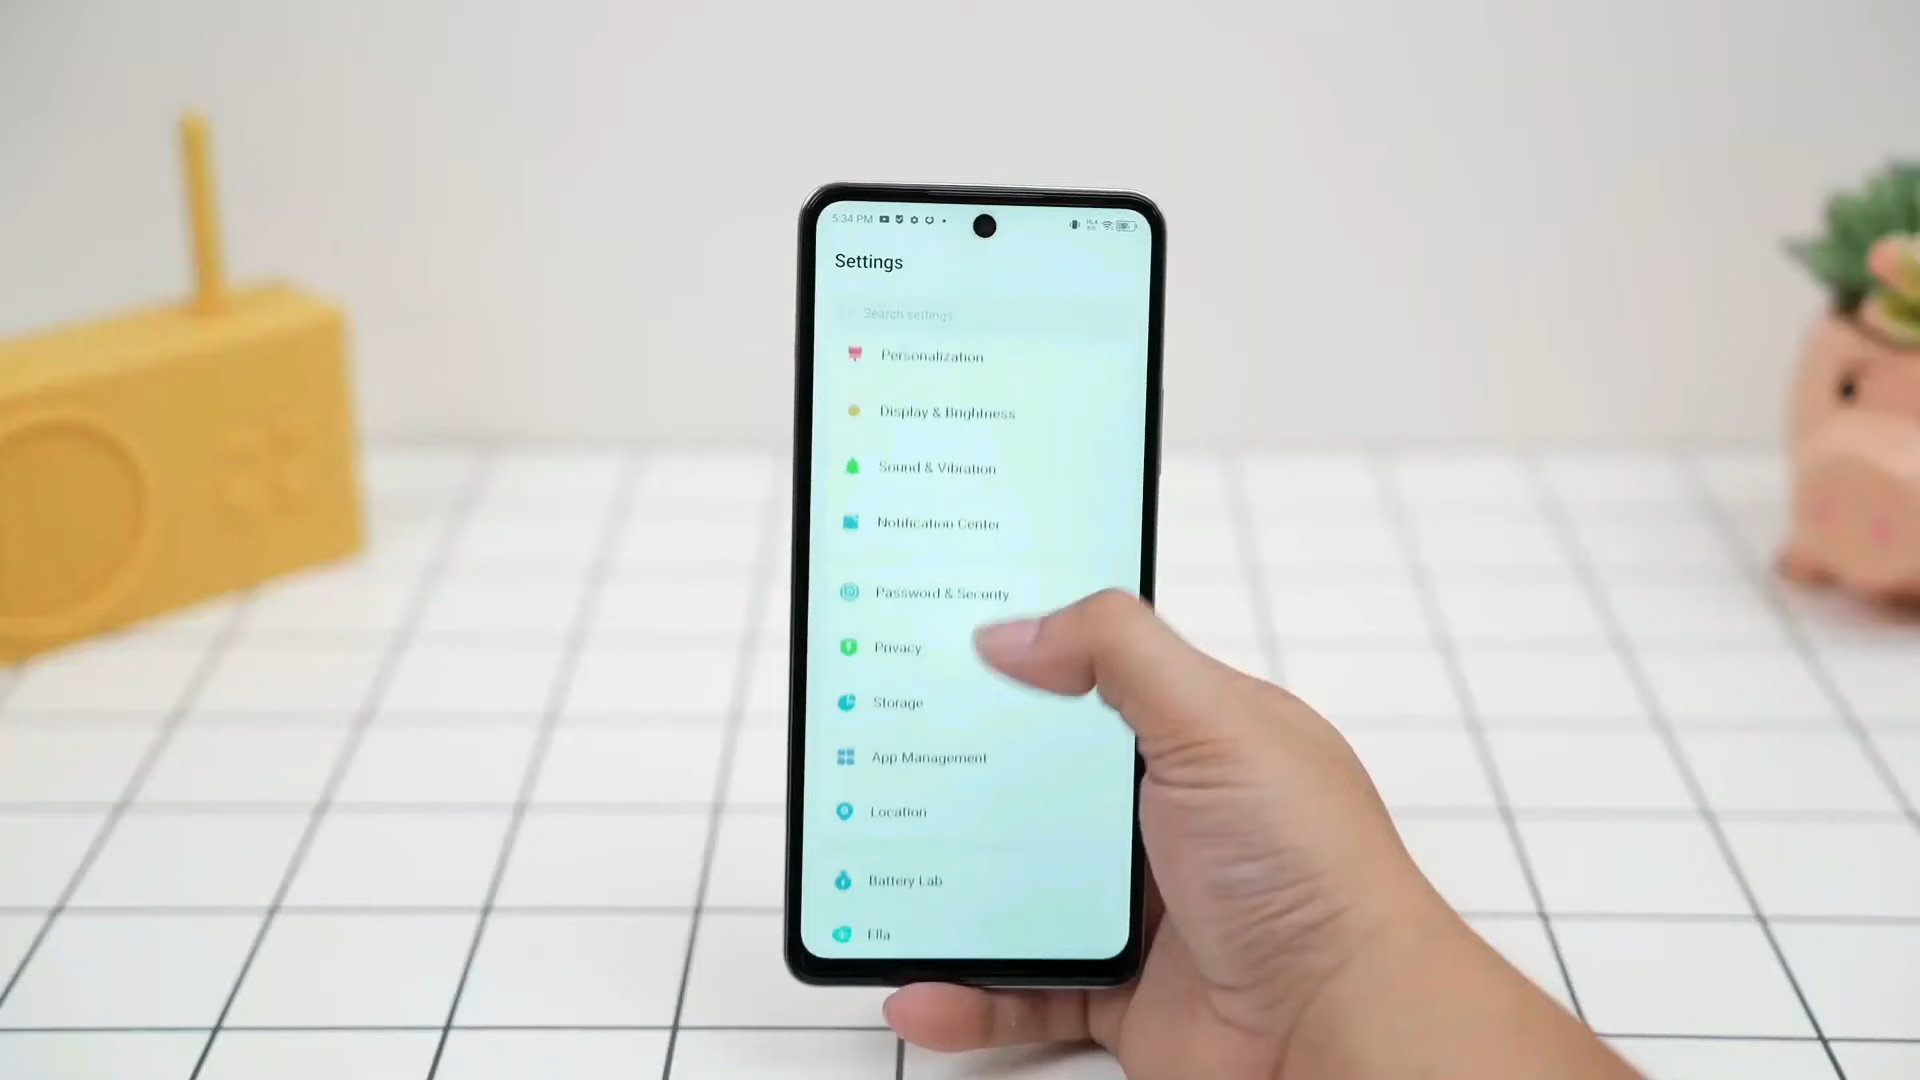 5:34 PM
Settings
Search settings
Personalization
Display & Brightness
Sound & Vibration
Notification Center
Password & Security
Privacy
Storage
App Management
Location
Battery Lab
Ella